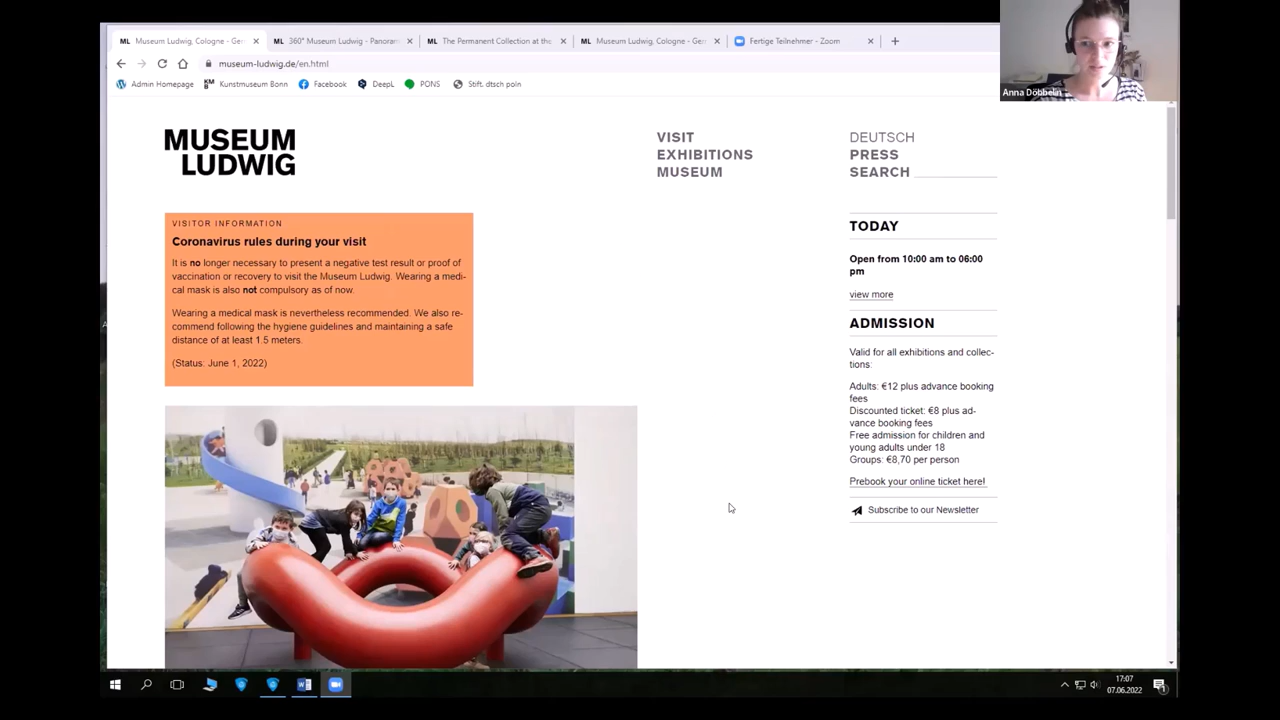 ML Museum Ludwig, Cologne - Ger
ML 360° Museum Ludwig - Panoram
ML The Permanent Collection at the
ML Museum Ludwig, Cologne - Ger
Fertige Teilnehmer - Zoom
museum-ludwig.de/en.html
Admin Homepage
Kunstmuseum Bonn
Facebook
DeepL
PONS
Stift. dtsch poln
Anna Döbbelin
MUSEUM
LUDWIG
VISIT
EXHIBITIONS
MUSEUM
DEUTSCH
PRESS
SEARCH
VISITOR INFORMATION
Coronavirus rules during your visit
It is no longer necessary to present a negative test result or proof of
vaccination or recovery to visit the Museum Ludwig. Wearing a medi-
cal mask is also not compulsory as of now.
Wearing a medical mask is nevertheless recommended. We also re-
commend following the hygiene guidelines and maintaining a safe
distance of at least 1.5 meters.
(Status: June 1, 2022)
TODAY
Open from 10:00 am to 06:00
pm
view more
ADMISSION
Valid for all exhibitions and collec-
tions:
Adults: €12 plus advance booking
fees
Discounted ticket: €8 plus ad-
vance booking fees
Free admission for children and
young adults under 18
Groups: €8,70 per person
Prebook your online ticket here!
Subscribe to our Newsletter
17:07
07.06.2022